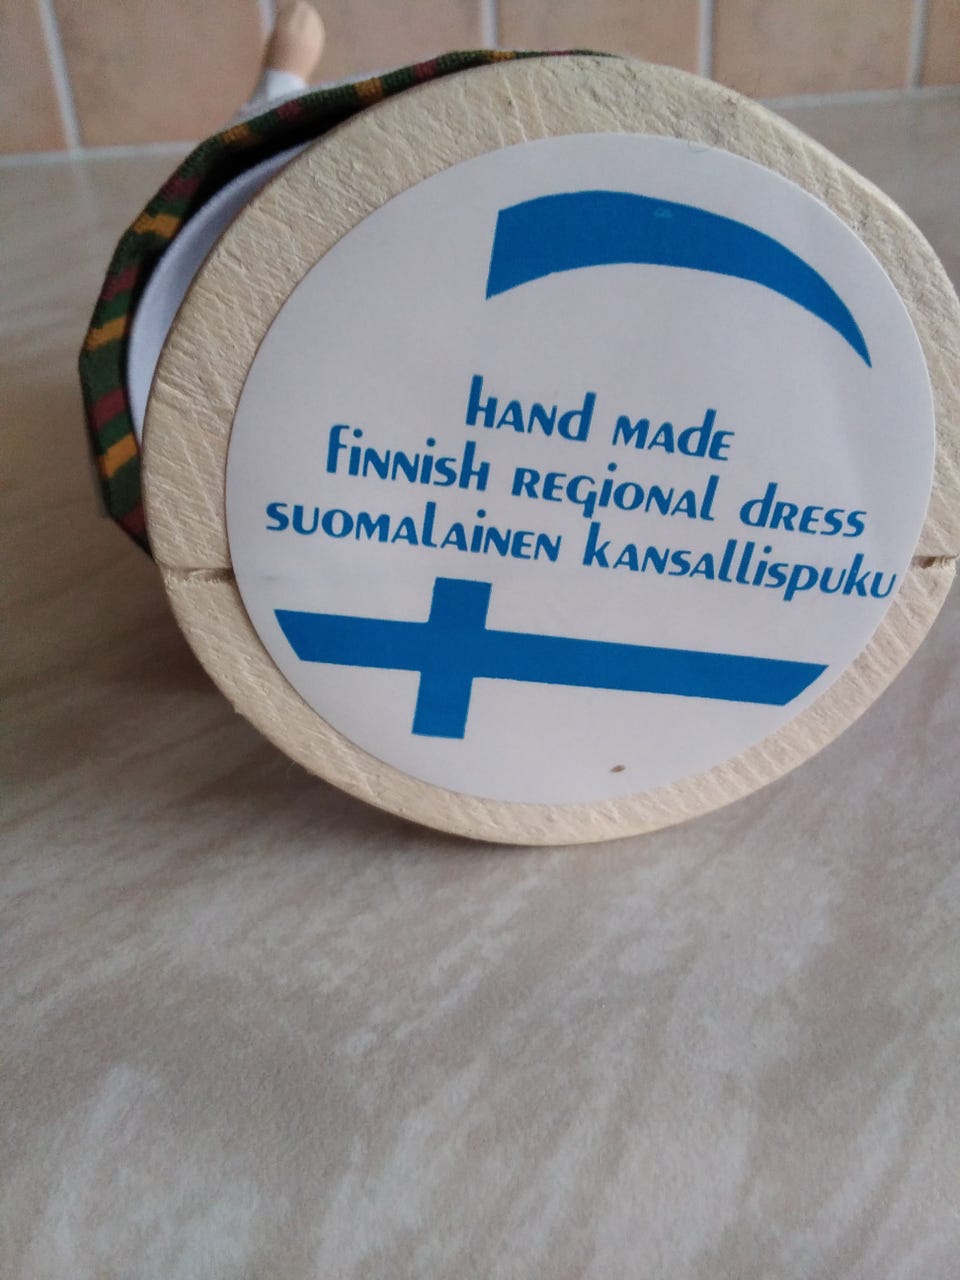 hand made
finnish regional dress
suomalainen kansallispuku